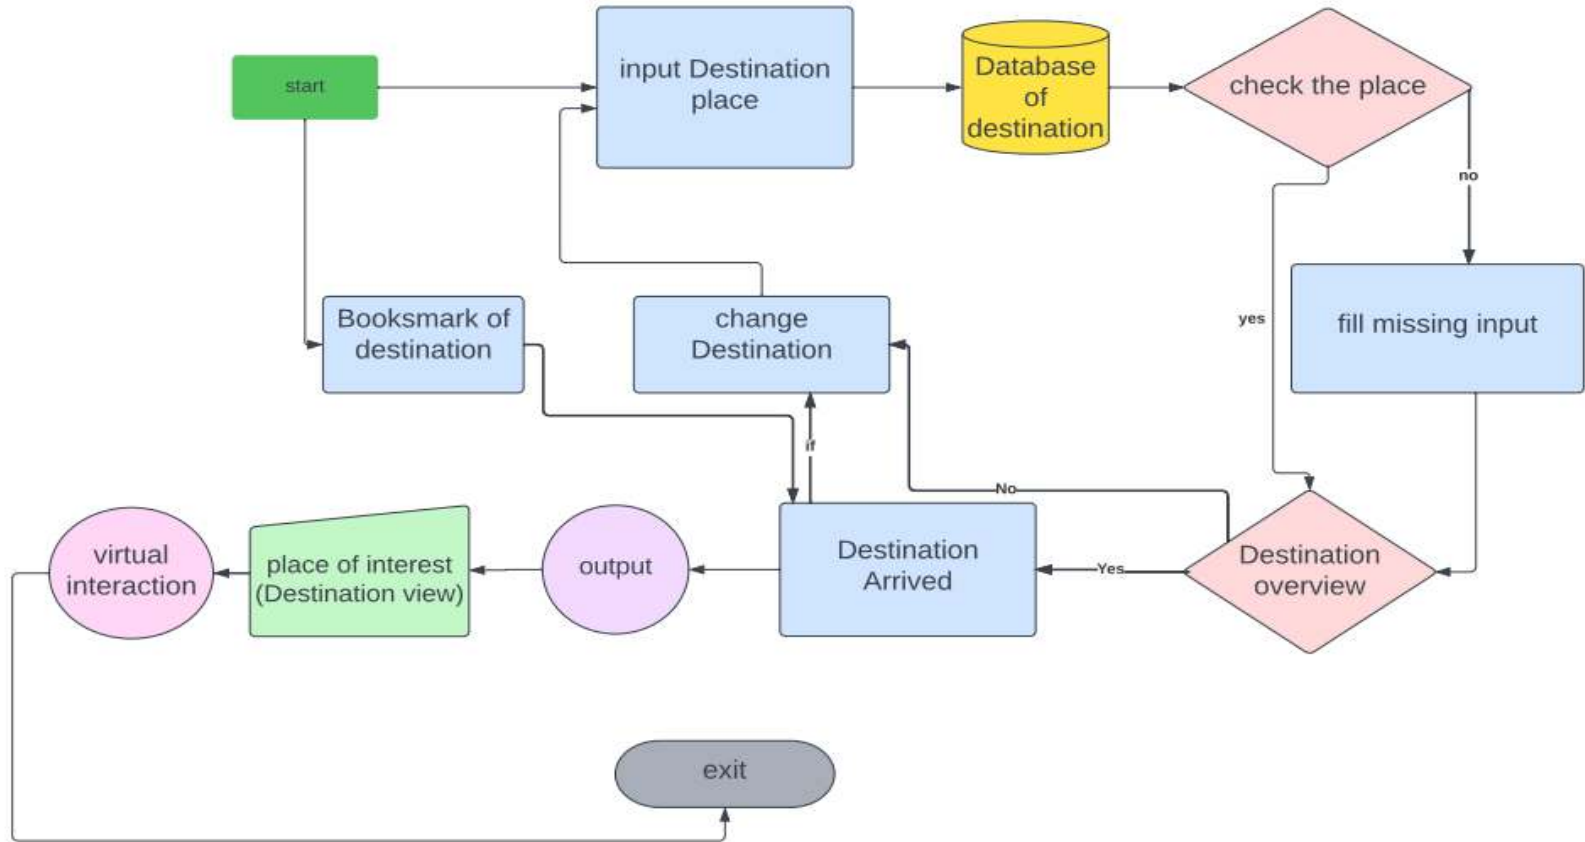 start
input Destination
place
Database
of
destination
check the place
no
yes
fill missing input
Booksmark of
destination
change
Destination
if
No
Destination
overview
Yes
Destination
Arrived
output
place of interest
(Destination view)
virtual
interaction
exit